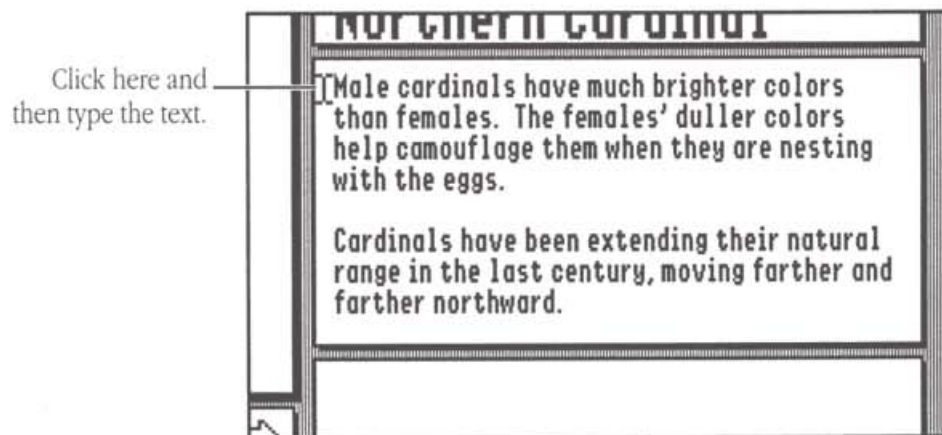 Northern Cardinal
Click here and
then type the text.
Male cardinals have much brighter colors
than females. The females' duller colors
help camouflage them when they are nesting
with the eggs.
Cardinals have been extending their natural
range in the last century, moving farther and
farther northward.